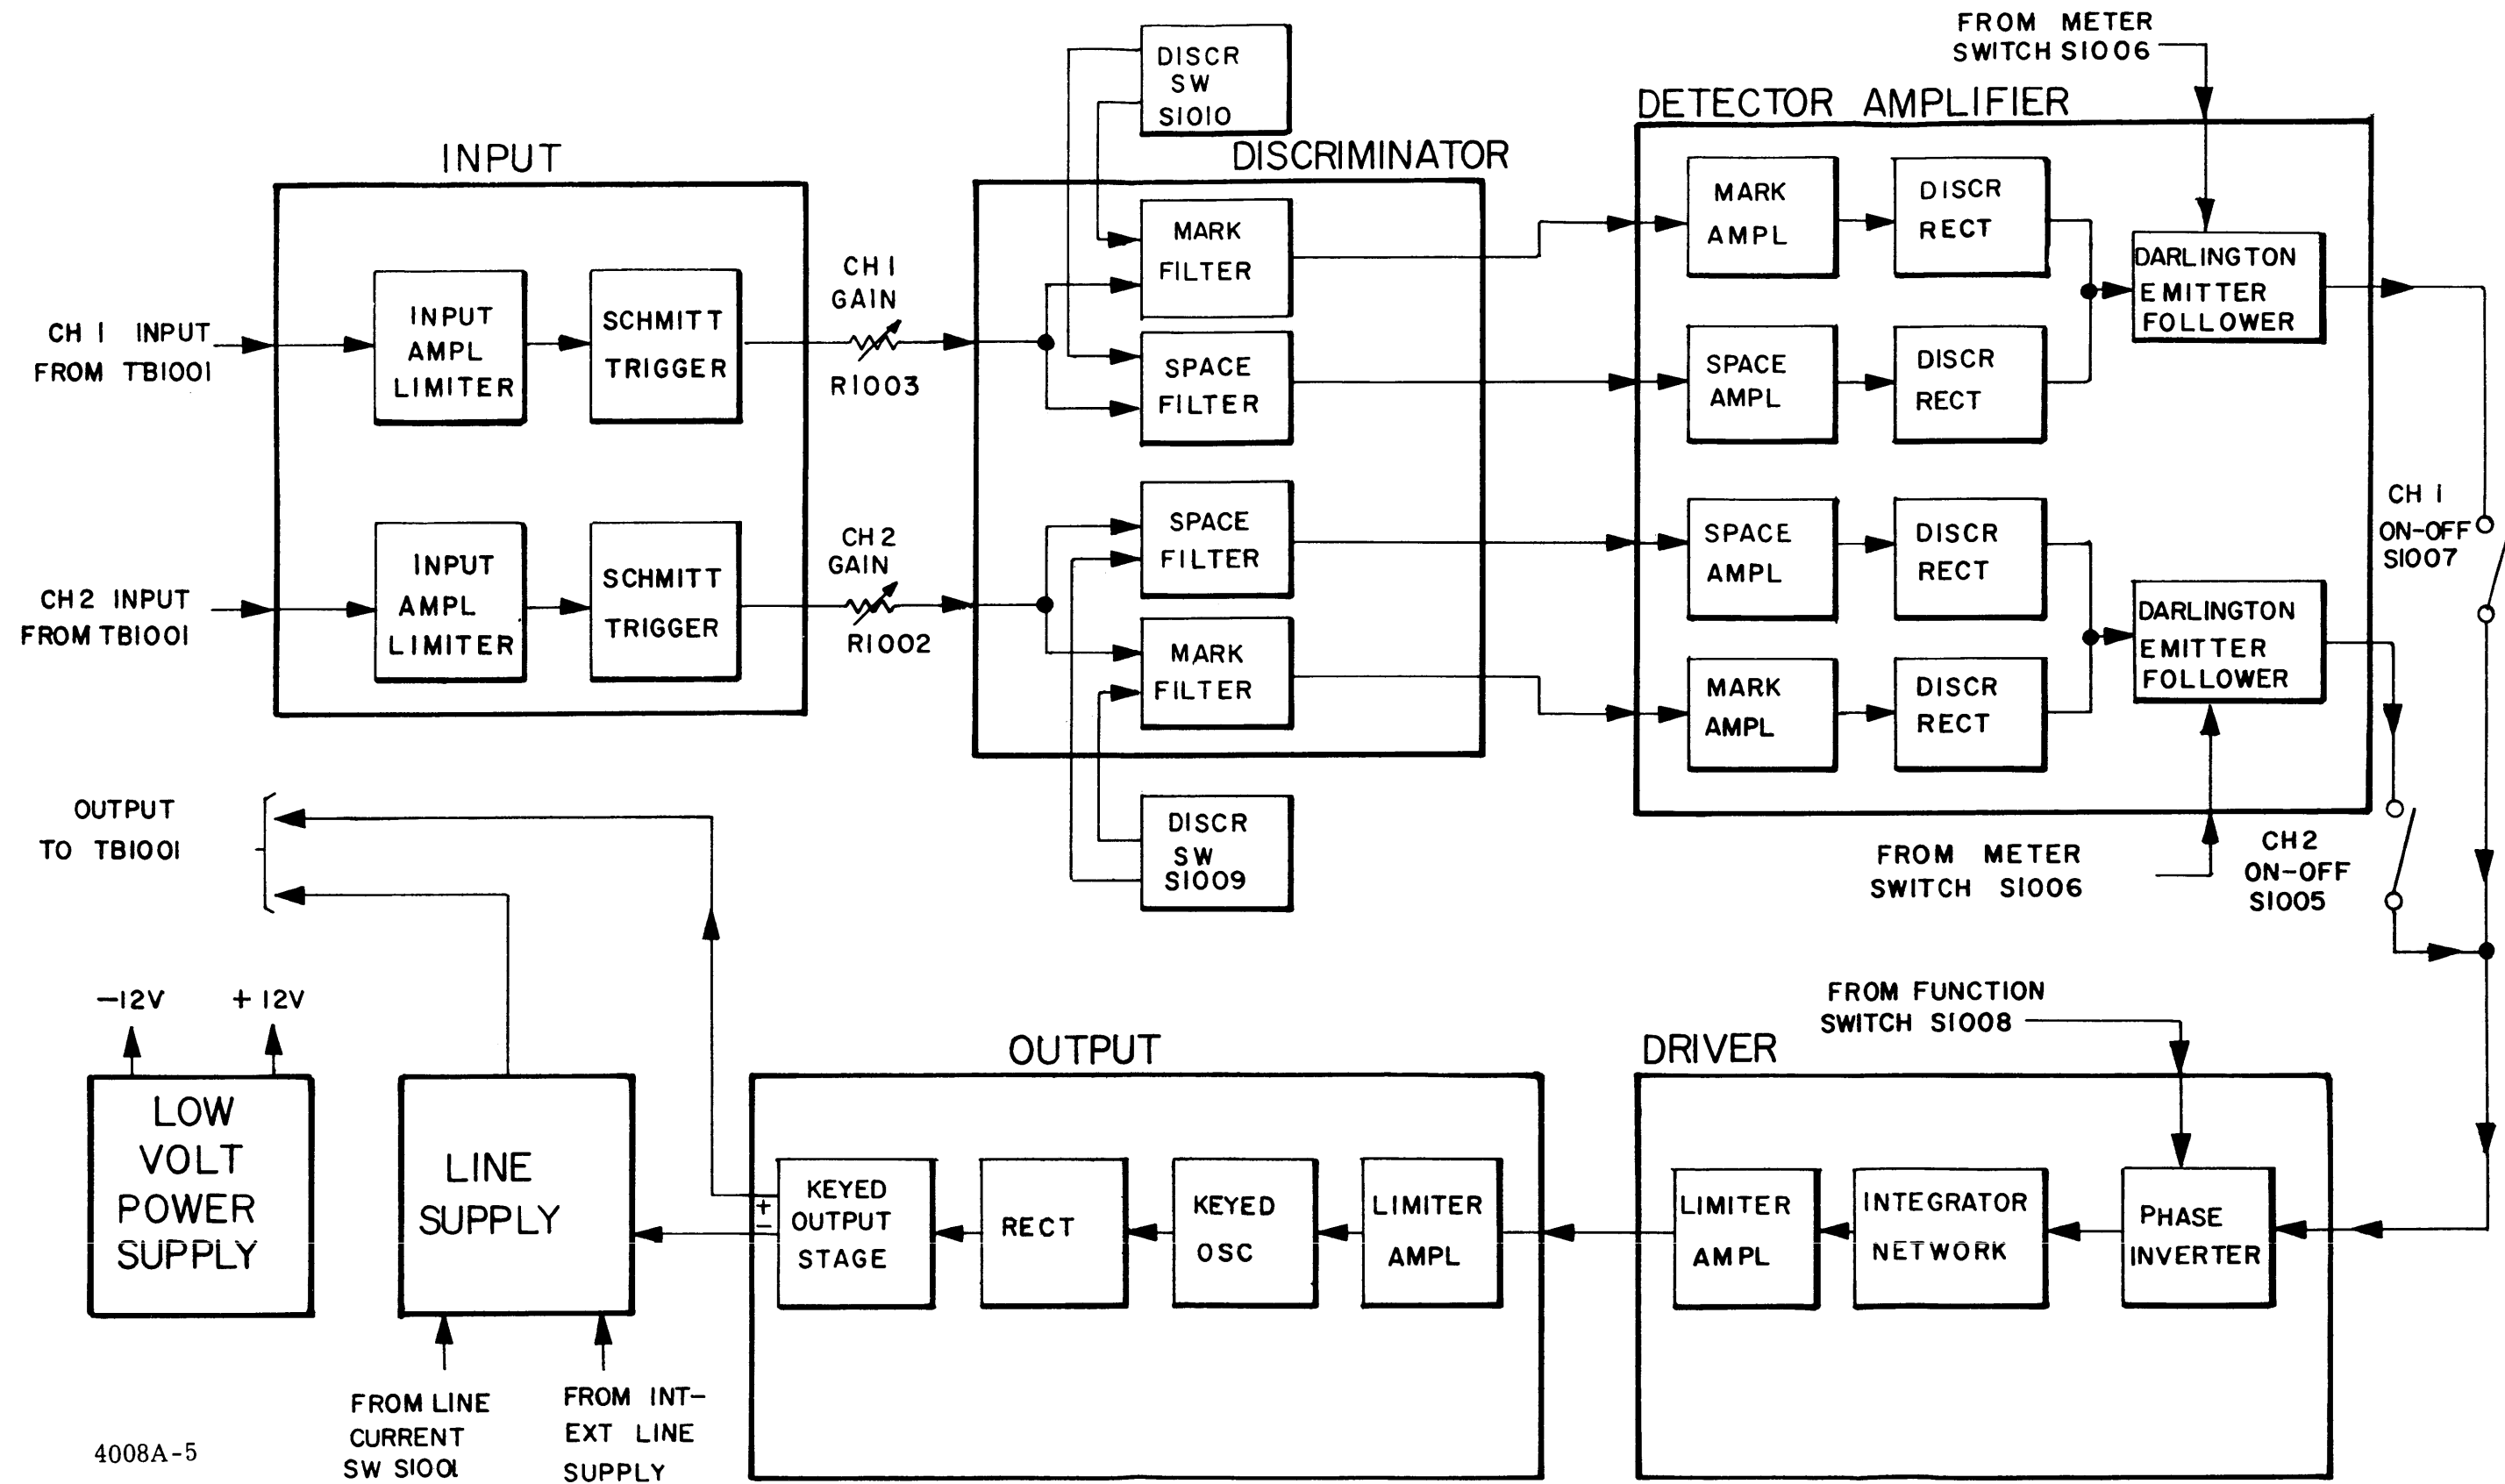 FROM METER
SWITCH S1006
DISCR
SW
S1010
DETECTOR AMPLIFIER
INPUT
DISCRIMINATOR
CH 1 INPUT
FROM TB1001
INPUT
AMPL
LIMITER
SCHMITT
TRIGGER
CH 1
GAIN
R1003
MARK
FILTER
SPACE
FILTER
MARK
AMPL
DISCR
RECT
SPACE
AMPL
DISCR
RECT
DARLINGTON
EMITTER
FOLLOWER
CH 1
ON-OFF
S1007
CH2 INPUT
FROM TB1001
INPUT
AMPL
LIMITER
SCHMITT
TRIGGER
CH2
GAIN
R1002
SPACE
FILTER
MARK
FILTER
SPACE
AMPL
DISCR
RECT
MARK
AMPL
DISCR
RECT
DARLINGTON
EMITTER
FOLLOWER
OUTPUT
TO TB1001
DISCR
SW
S1009
FROM METER
SWITCH S1006
CH2
ON-OFF
S1005
-12V
+12V
FROM FUNCTION
SWITCH S1008
OUTPUT
DRIVER
LOW
VOLT
POWER
SUPPLY
LINE
SUPPLY
+
-
KEYED
OUTPUT
STAGE
RECT
KEYED
OSC
LIMITER
AMPL
LIMITER
AMPL
INTEGRATOR
NETWORK
PHASE
INVERTER
FROM LINE
CURRENT
SW S1001
FROM INT-
EXT LINE
SUPPLY
4008A-5